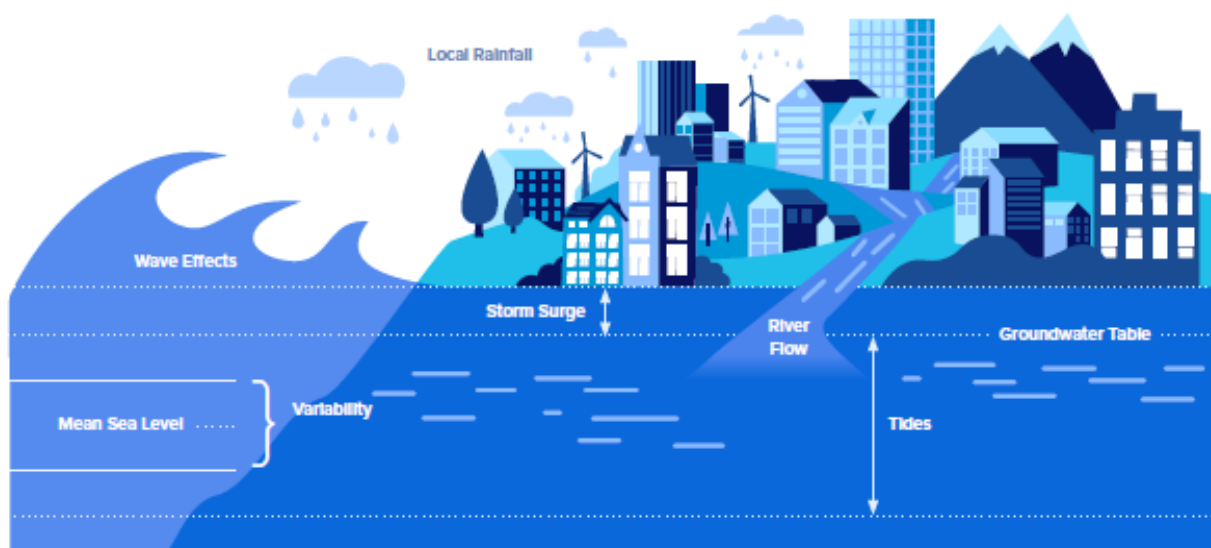 Local Rainfall
Wave Effects
Storm Surge
River
Flow
Groundwater Table
Variability
Mean Sea Level
Tides